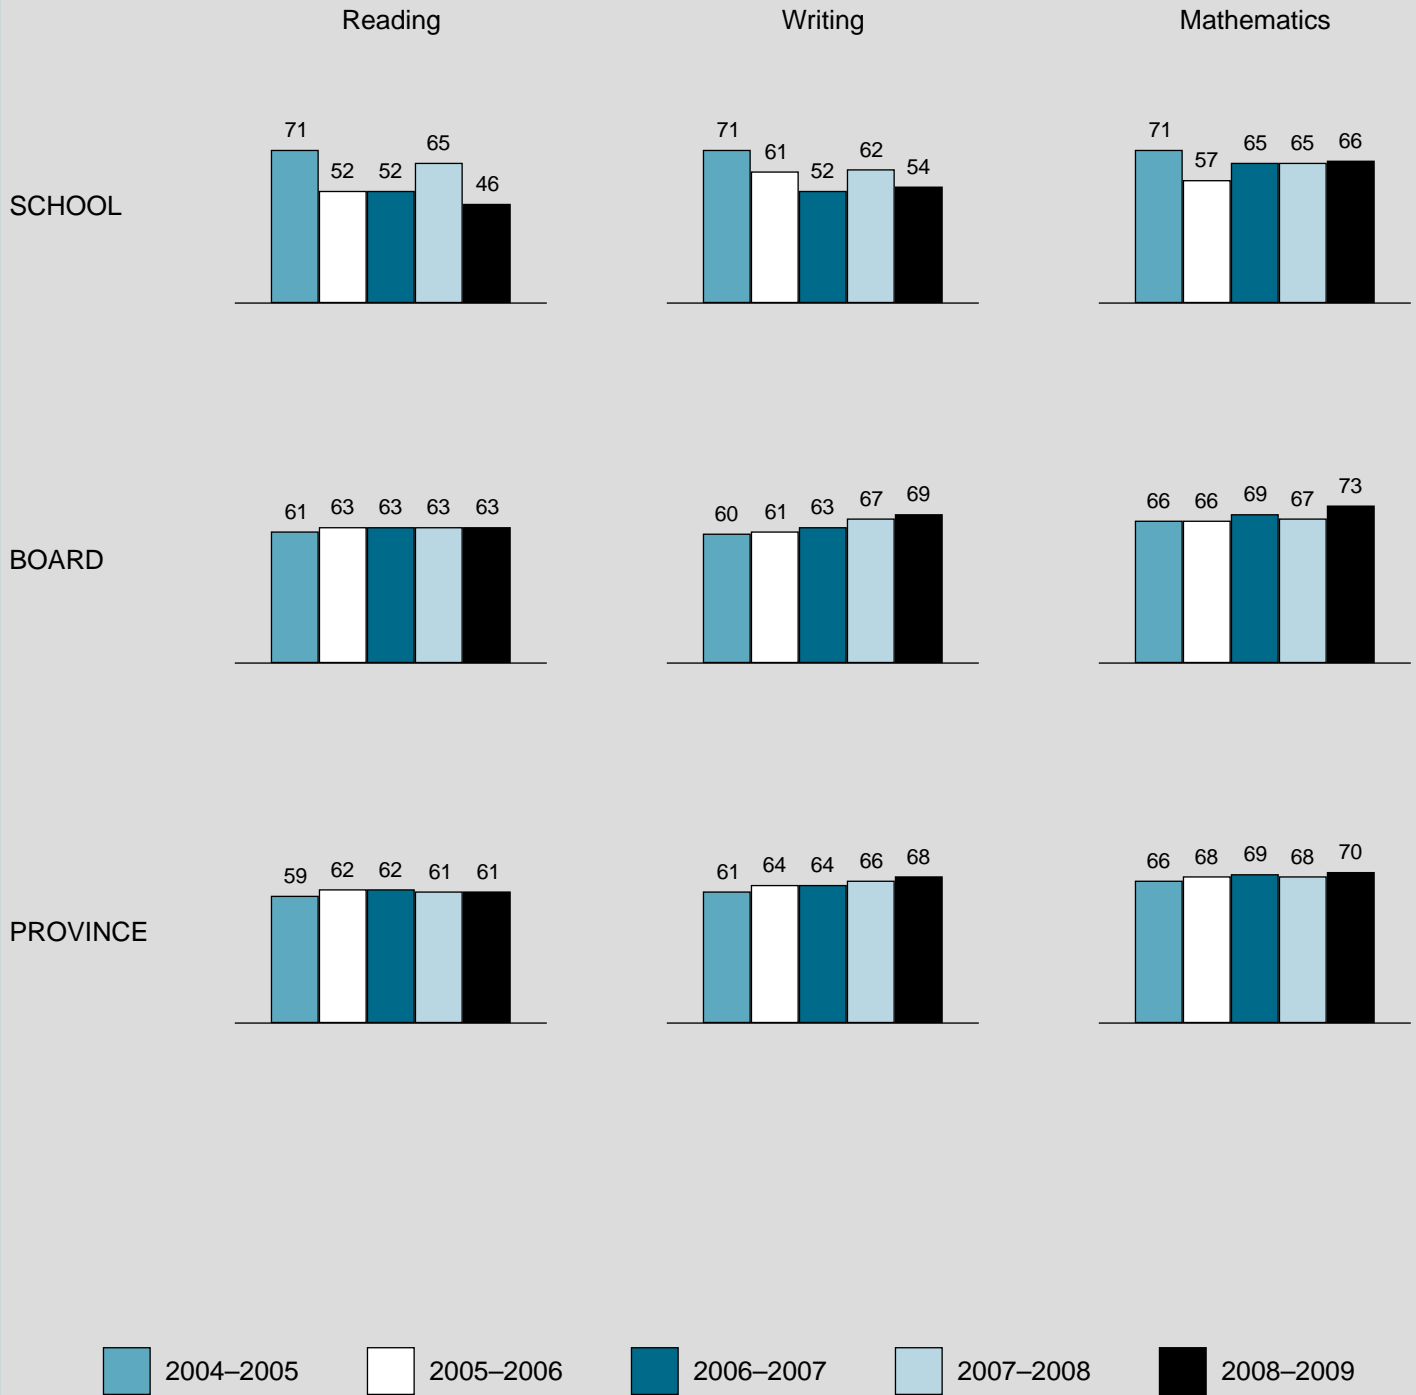 Reading Writing Mathematics
SCHOOL
71 52 52 65 46
71 61 52 62 54
71 57 65 65 66
BOARD
61 63 63 63 63
60 61 63 67 69
66 66 69 67 73
PROVINCE
59 62 62 61 61
61 64 64 66 68
66 68 69 68 70
2004–2005 2005–2006 2006–2007 2007–2008 2008–2009